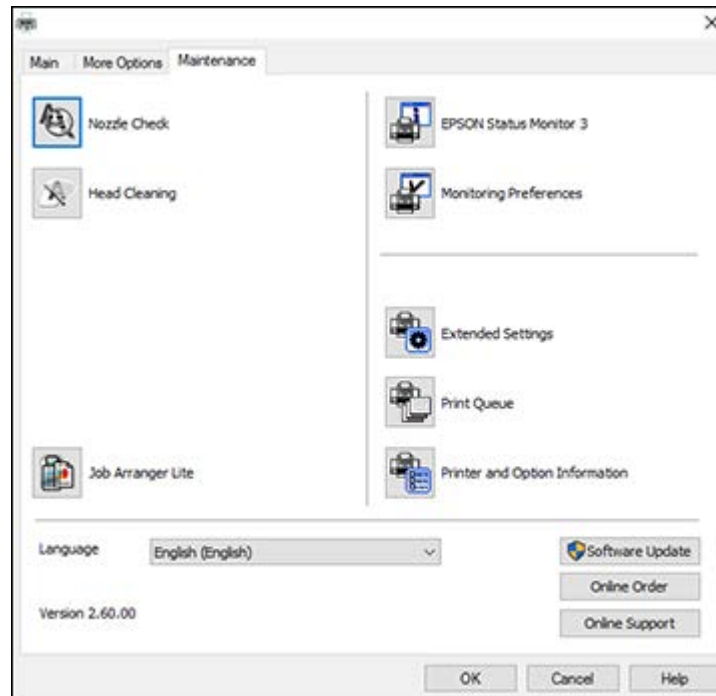 Main More Options Maintenance
Nozzle Check
EPSON Status Monitor 3
Head Cleaning
Monitoring Preferences
Extended Settings
Print Queue
Job Arranger Lite
Printer and Option Information
Language English (English) Software Update
Online Order
Version 2.60.00
Online Support
OK Cancel Help